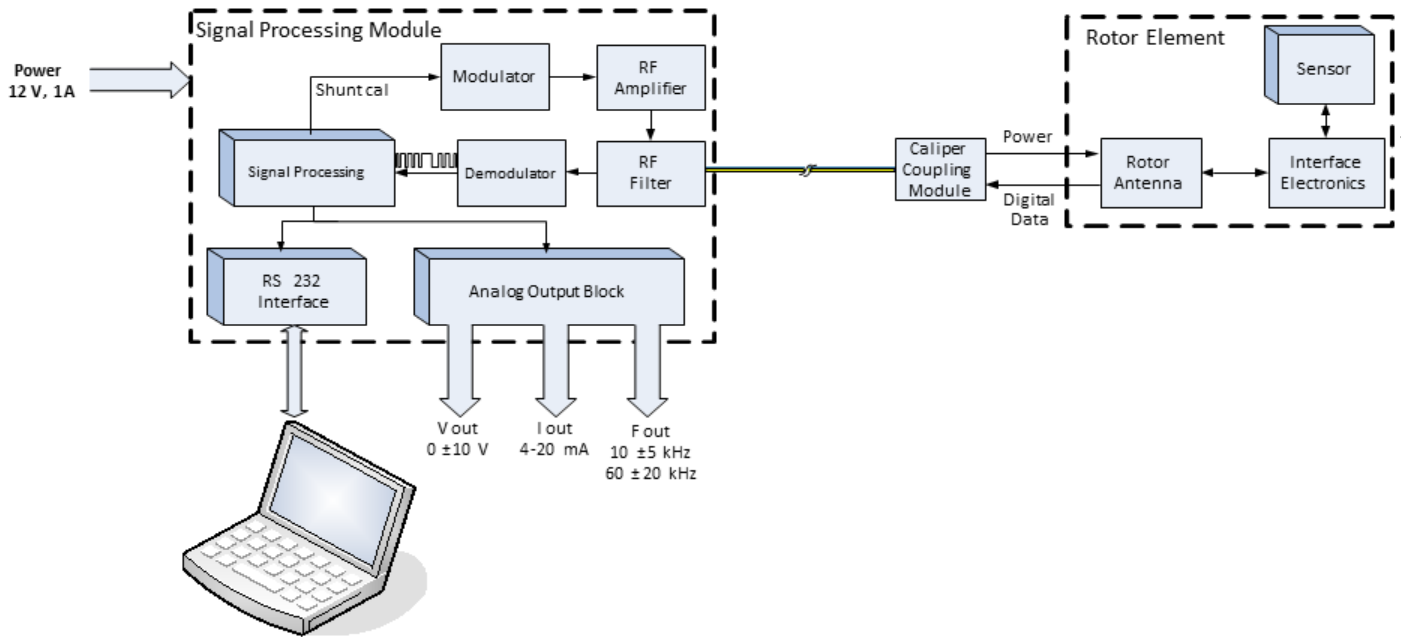 Signal Processing Module
Power
12 V, 1A
Shunt cal
Modulator
RF
Amplifier
Signal Processing
Demodulator
RF
Filter
RS 232
Interface
Analog Output Block
V out
0 ±10 V
I out
4-20 mA
F out
10 ±5 kHz
60 ±20 kHz
Caliper
Coupling
Module
Power
Digital
Data
Rotor Element
Sensor
Rotor
Antenna
Interface
Electronics